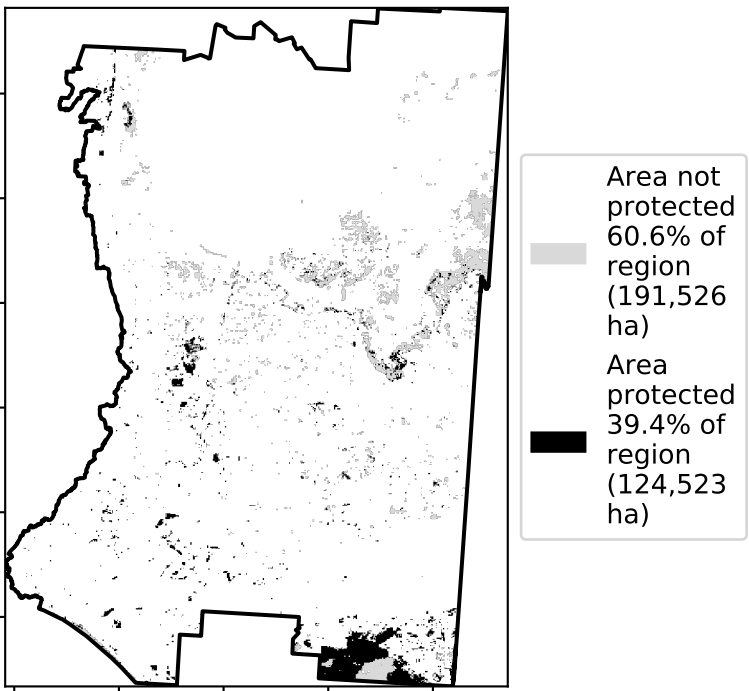 Area not
protected
60.6% of
region
(191,526
ha)
Area
protected
39.4% of
region
(124,523
ha)